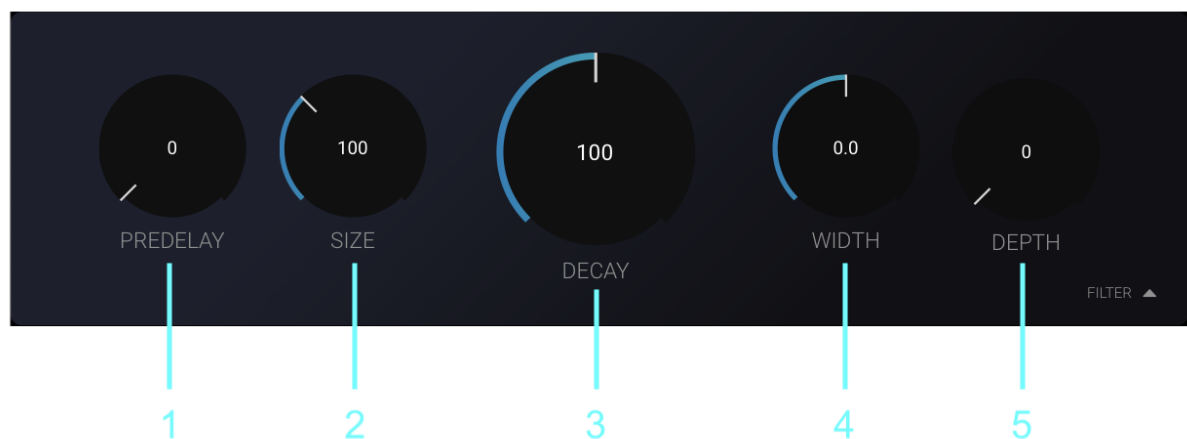 0
100
100
0.0
0
PREDELAY
SIZE
DECAY
WIDTH
DEPTH
FILTER
1
2
3
4
5